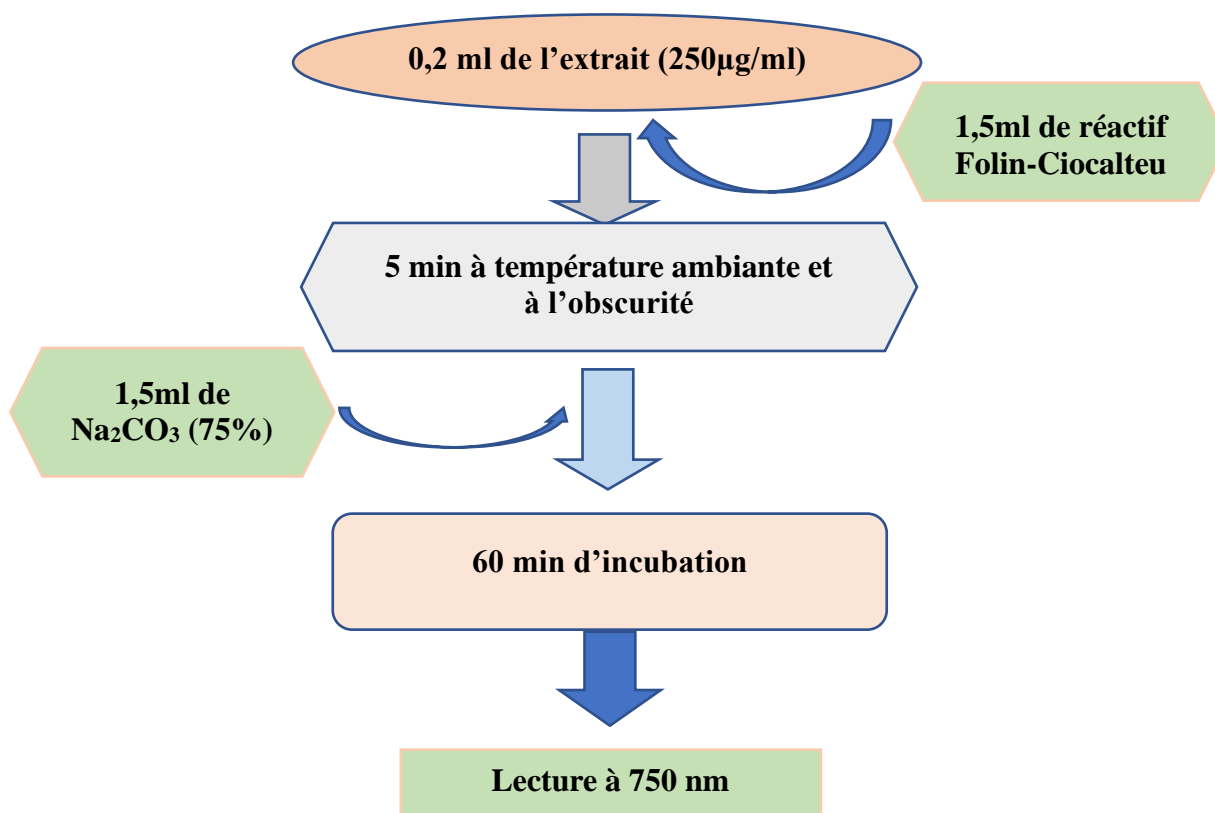 0,2 ml de l’extrait (250µg/ml)
1,5ml de réactif
Folin-Ciocalteu
5 min à température ambiante et
à l’obscurité
1,5ml de
Na₂CO₃ (75%)
60 min d’incubation
Lecture à 750 nm